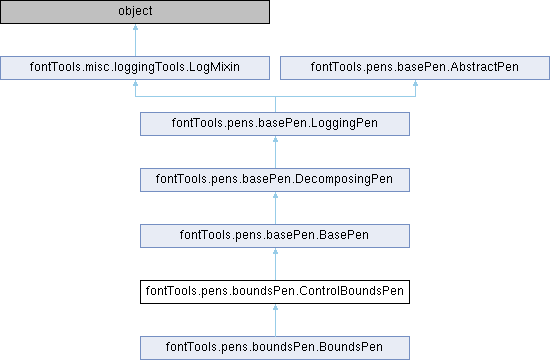 object
fontTools.misc.loggingTools.LogMixin
fontTools.pens.basePen.AbstractPen
fontTools.pens.basePen.LoggingPen
fontTools.pens.basePen.DecomposingPen
fontTools.pens.basePen.BasePen
fontTools.pens.boundsPen.ControlBoundsPen
fontTools.pens.boundsPen.BoundsPen